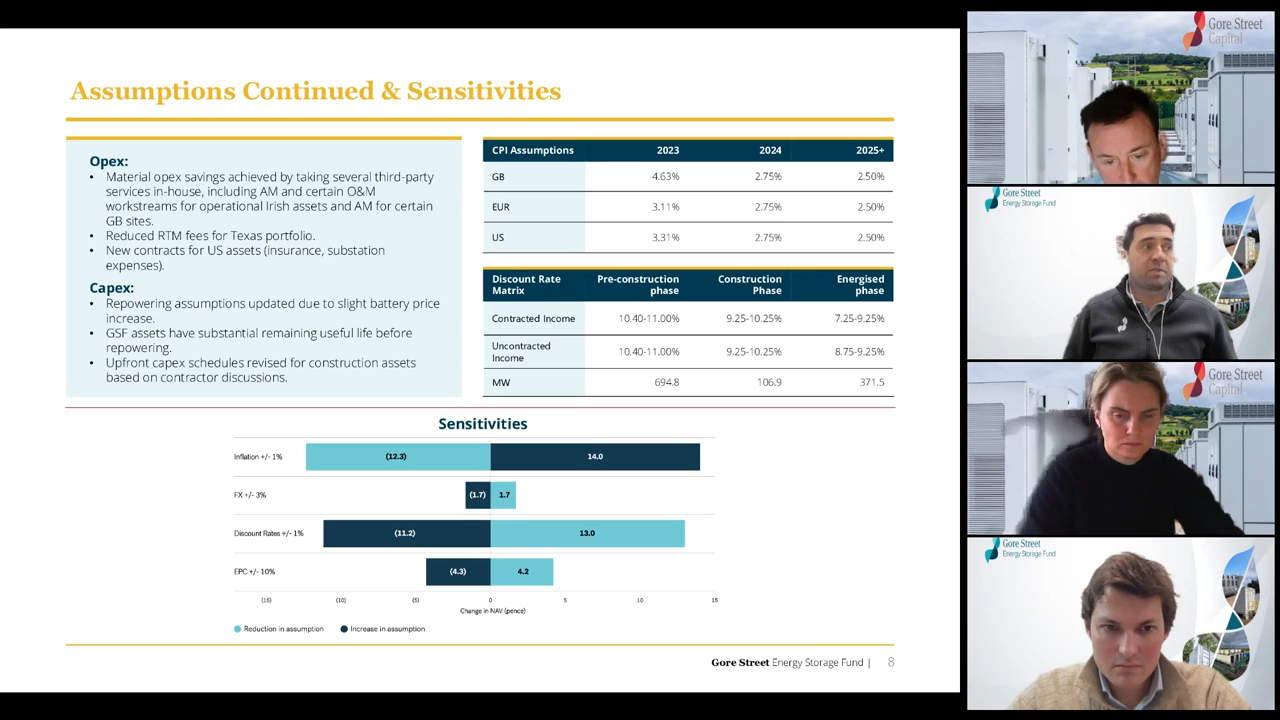 Assumptions Continued & Sensitivities
Opex:
• Material opex savings achieved by taking several third-party
services in-house, including AM and certain O&M
workstreams for operational Irish assets and AM for certain
GB sites.
• Reduced RTM fees for Texas portfolio.
• New contracts for US assets (insurance, substation
expenses).
Capex:
• Repowering assumptions updated due to slight battery price
increase.
• GSF assets have substantial remaining useful life before
repowering.
• Upfront capex schedules revised for construction assets
based on contractor discussions.
CPI Assumptions 2023 2024 2025+
GB 4.63% 2.75% 2.50%
EUR 3.11% 2.75% 2.50%
US 3.31% 2.75% 2.50%
Discount Rate Pre-construction Construction Energised
Matrix phase Phase phase
Contracted Income 10.40-11.00% 9.25-10.25% 7.25-9.25%
Uncontracted
Income 10.40-11.00% 9.25-10.25% 8.75-9.25%
MW 694.8 106.9 371.5
Sensitivities
Inflation +/- 1% (12.3) 14.0
FX +/- 3% (1.7) 1.7
Discount Rates +/- 1% (11.2) 13.0
EPC +/- 10% (4.3) 4.2
(15) (10) (5) 0 5 10 15
Change in NAV (pence)
Reduction in assumption Increase in assumption
Gore Street Energy Storage Fund | 8
Gore Street
Capital
Gore Street
Energy Storage Fund
Gore Street
Capital
Gore Street
Energy Storage Fund